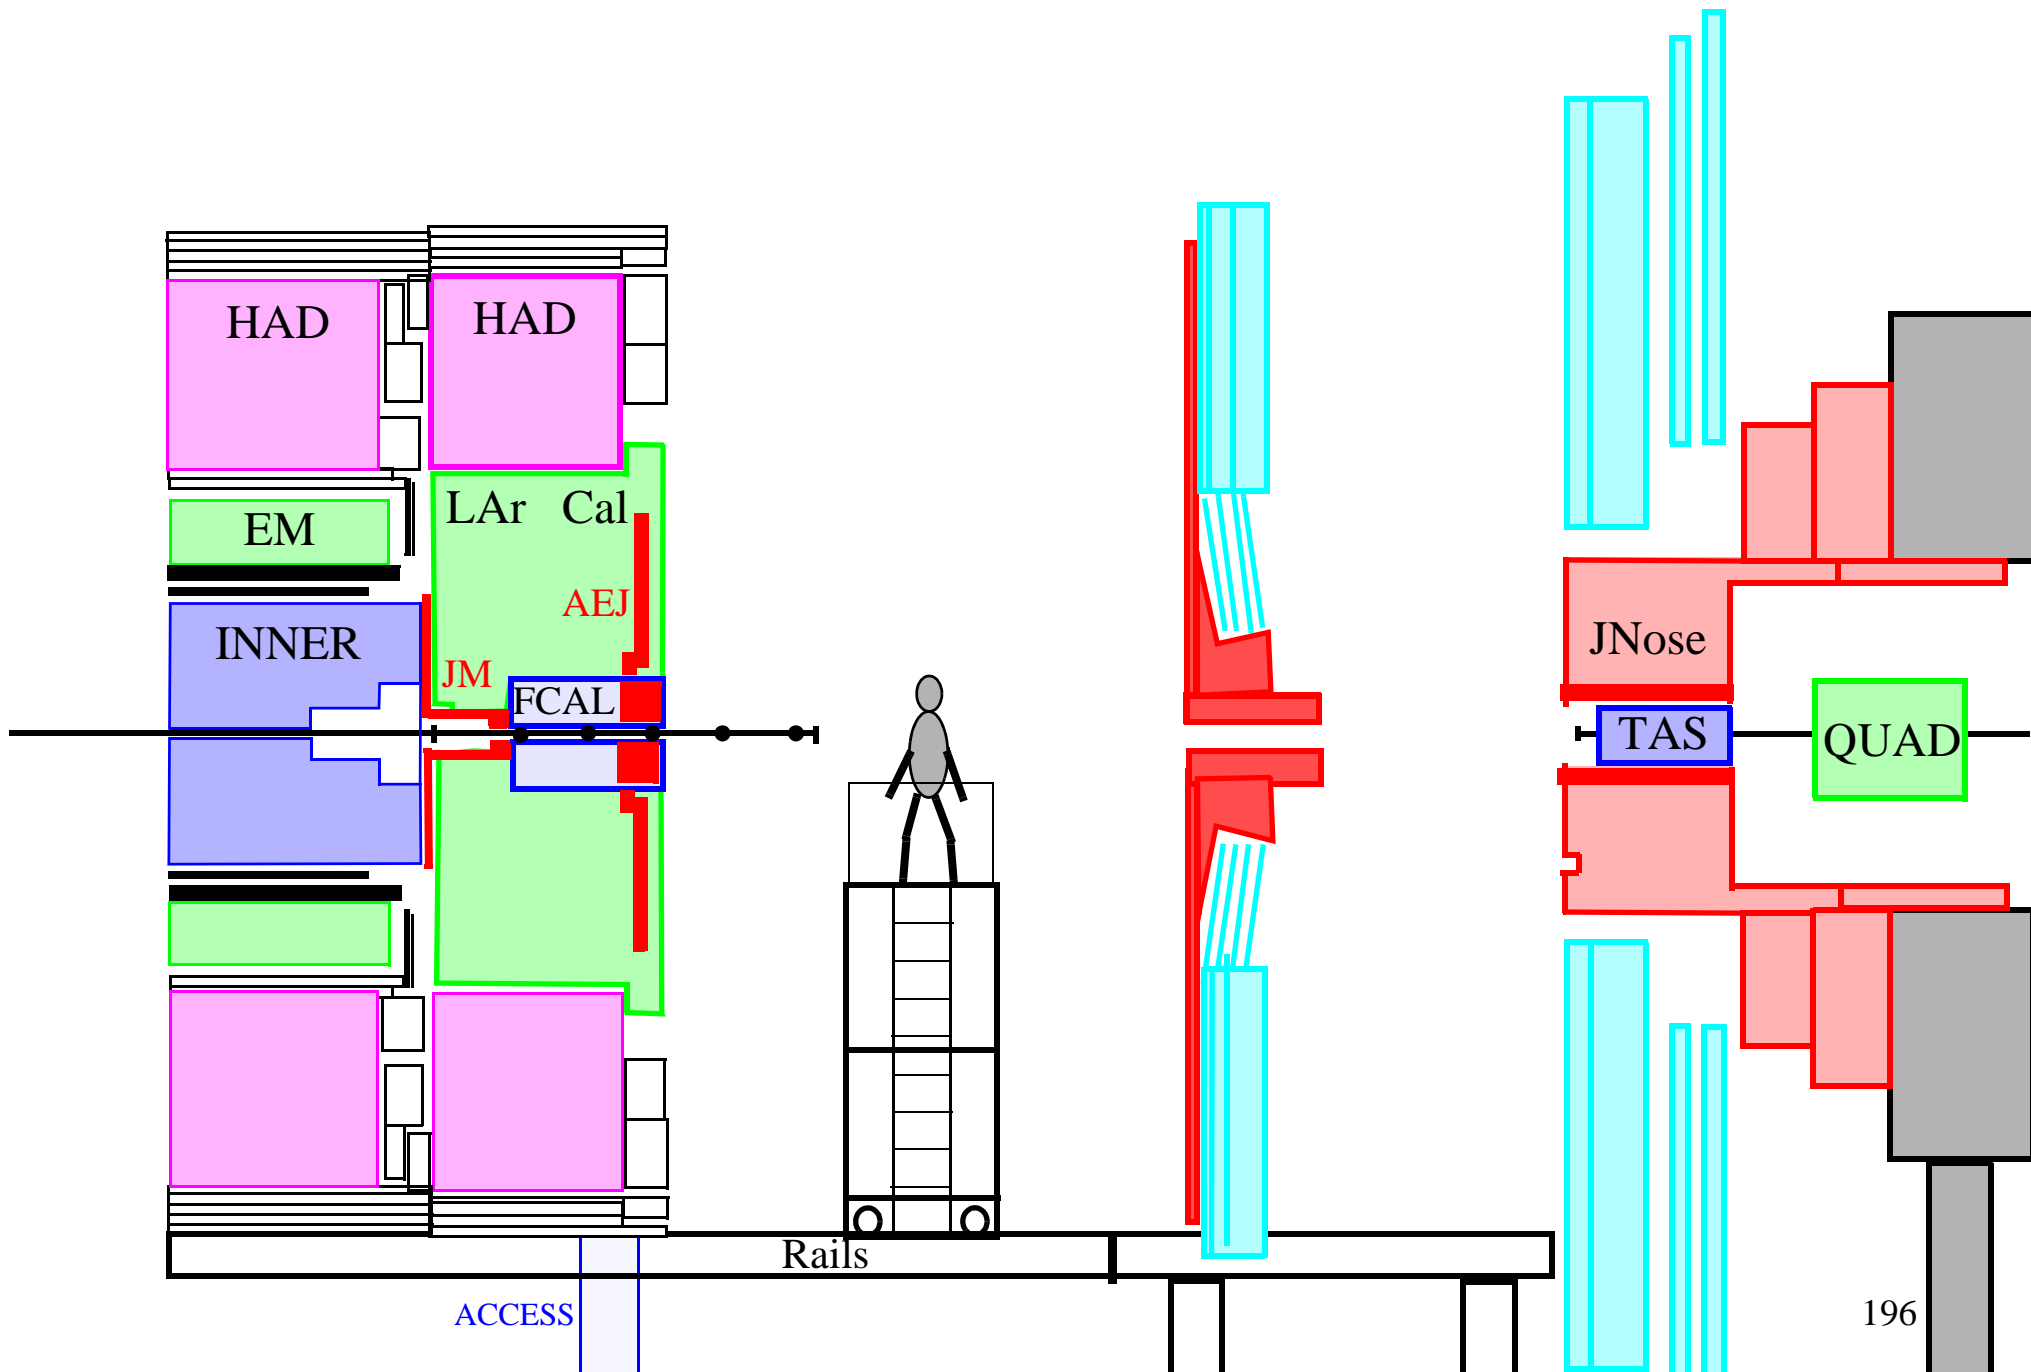 HAD HAD
LAr Cal
EM
AEJ
INNER
JNose
JM
FCAL
TAS
QUAD
Rails
ACCESS
196